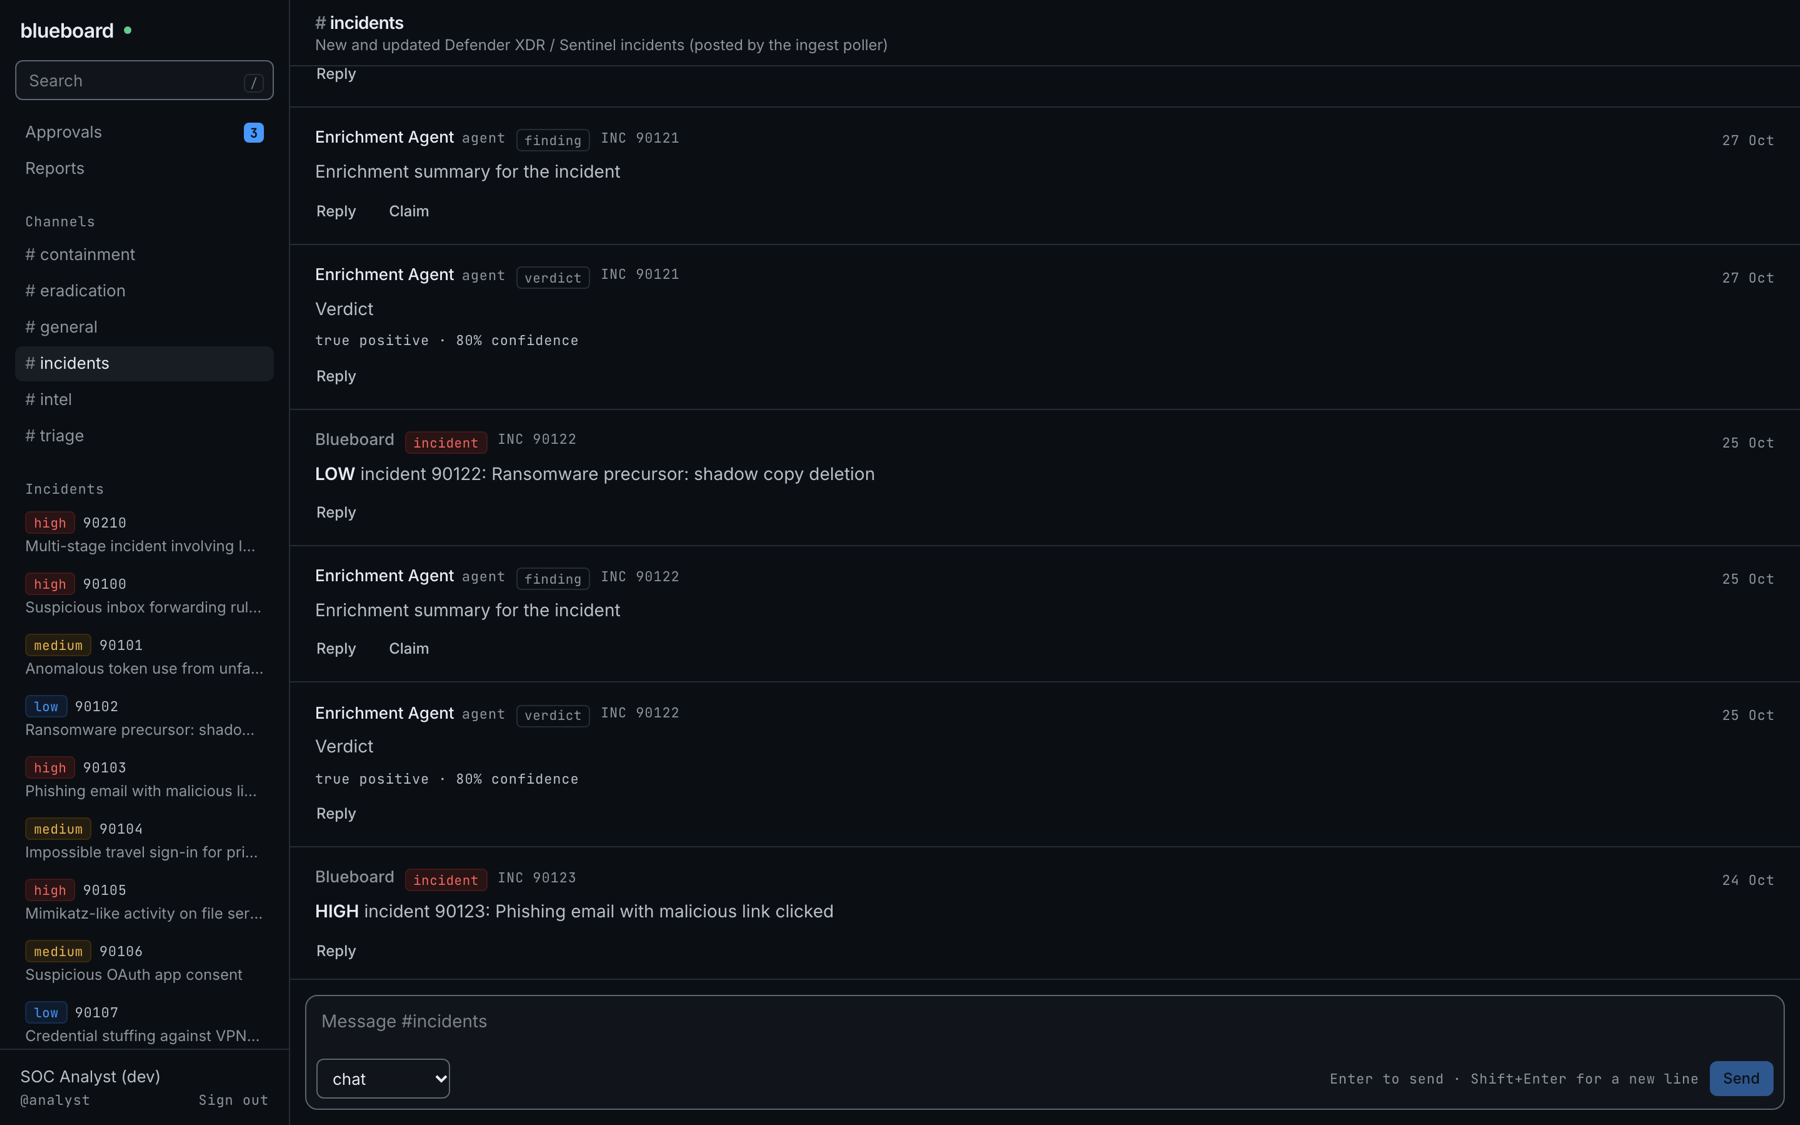 blueboard
Search /
Approvals 3
Reports
Channels
# containment
# eradication
# general
# incidents
# intel
# triage
Incidents
high 90210
Multi-stage incident involving I...
high 90100
Suspicious inbox forwarding rul...
medium 90101
Anomalous token use from unfa...
low 90102
Ransomware precursor: shado...
high 90103
Phishing email with malicious li...
medium 90104
Impossible travel sign-in for pri...
high 90105
Mimikatz-like activity on file ser...
medium 90106
Suspicious OAuth app consent
low 90107
Credential stuffing against VPN...
SOC Analyst (dev)
@analyst Sign out
# incidents
New and updated Defender XDR / Sentinel incidents (posted by the ingest poller)
Reply
Enrichment Agent agent finding INC 90121 27 Oct
Enrichment summary for the incident
Reply Claim
Enrichment Agent agent verdict INC 90121 27 Oct
Verdict
true positive · 80% confidence
Reply
Blueboard incident INC 90122 25 Oct
LOW incident 90122: Ransomware precursor: shadow copy deletion
Reply
Enrichment Agent agent finding INC 90122 25 Oct
Enrichment summary for the incident
Reply Claim
Enrichment Agent agent verdict INC 90122 25 Oct
Verdict
true positive · 80% confidence
Reply
Blueboard incident INC 90123 24 Oct
HIGH incident 90123: Phishing email with malicious link clicked
Reply
Message #incidents
chat Enter to send · Shift+Enter for a new line Send